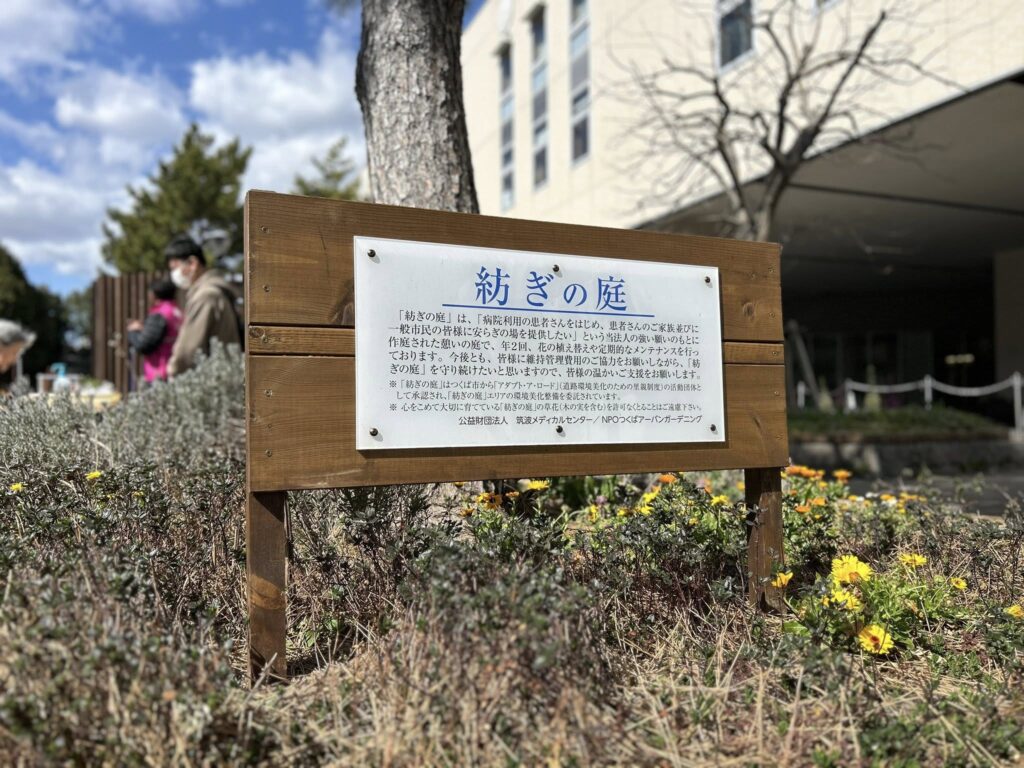 紡ぎの庭
「紡ぎの庭」は、「病院利用の患者さんをはじめ、患者さんのご家族並びに
一般市民の皆様に安らぎの場を提供したい」という当法人の強い願いのもとに
作庭された憩いの庭で、年2回、花の植え替えや定期的なメンテナンスを行っ
ております。今後とも、皆様に維持管理費用のご協力をお願いしながら、「紡
ぎの庭」を守り続けたいと思いますので、皆様の温かいご支援をお願いします。
※「紡ぎの庭」はつくば市から「アダプト・ア・ロード」(道路環境美化のための里親制度)の活動団体と
して承認され、「紡ぎの庭」エリアの環境美化整備を委託されています。
※ 心をこめて大切に育てている「紡ぎの庭」の草花(木の実を含む)を許可なくとることはご遠慮下さい。
公益財団法人 筑波メディカルセンター/NPOつくばアーバンガーデニング